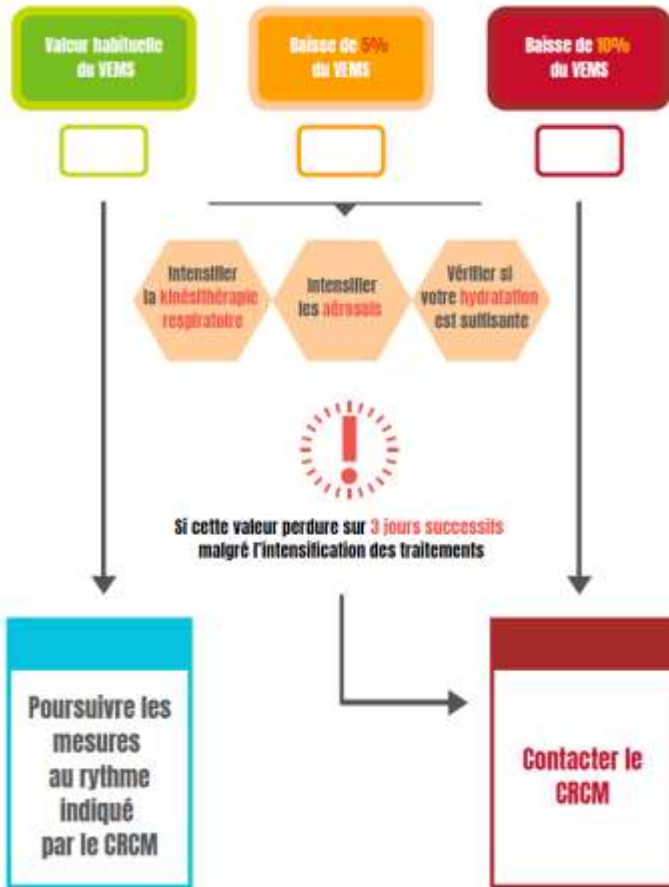 Valeur habituelle
du VEMS
Baisse de 5%
du VEMS
Baisse de 10%
du VEMS
Intensifier
la kinésithérapie
respiratoire
Intensifier
les aérosols
Vérifier si
votre hydratation
est suffisante
Si cette valeur perdure sur 3 jours successifs
malgré l'intensification des traitements
Poursuivre les
mesures
au rythme
indiqué
par le CRCM
Contacter le
CRCM